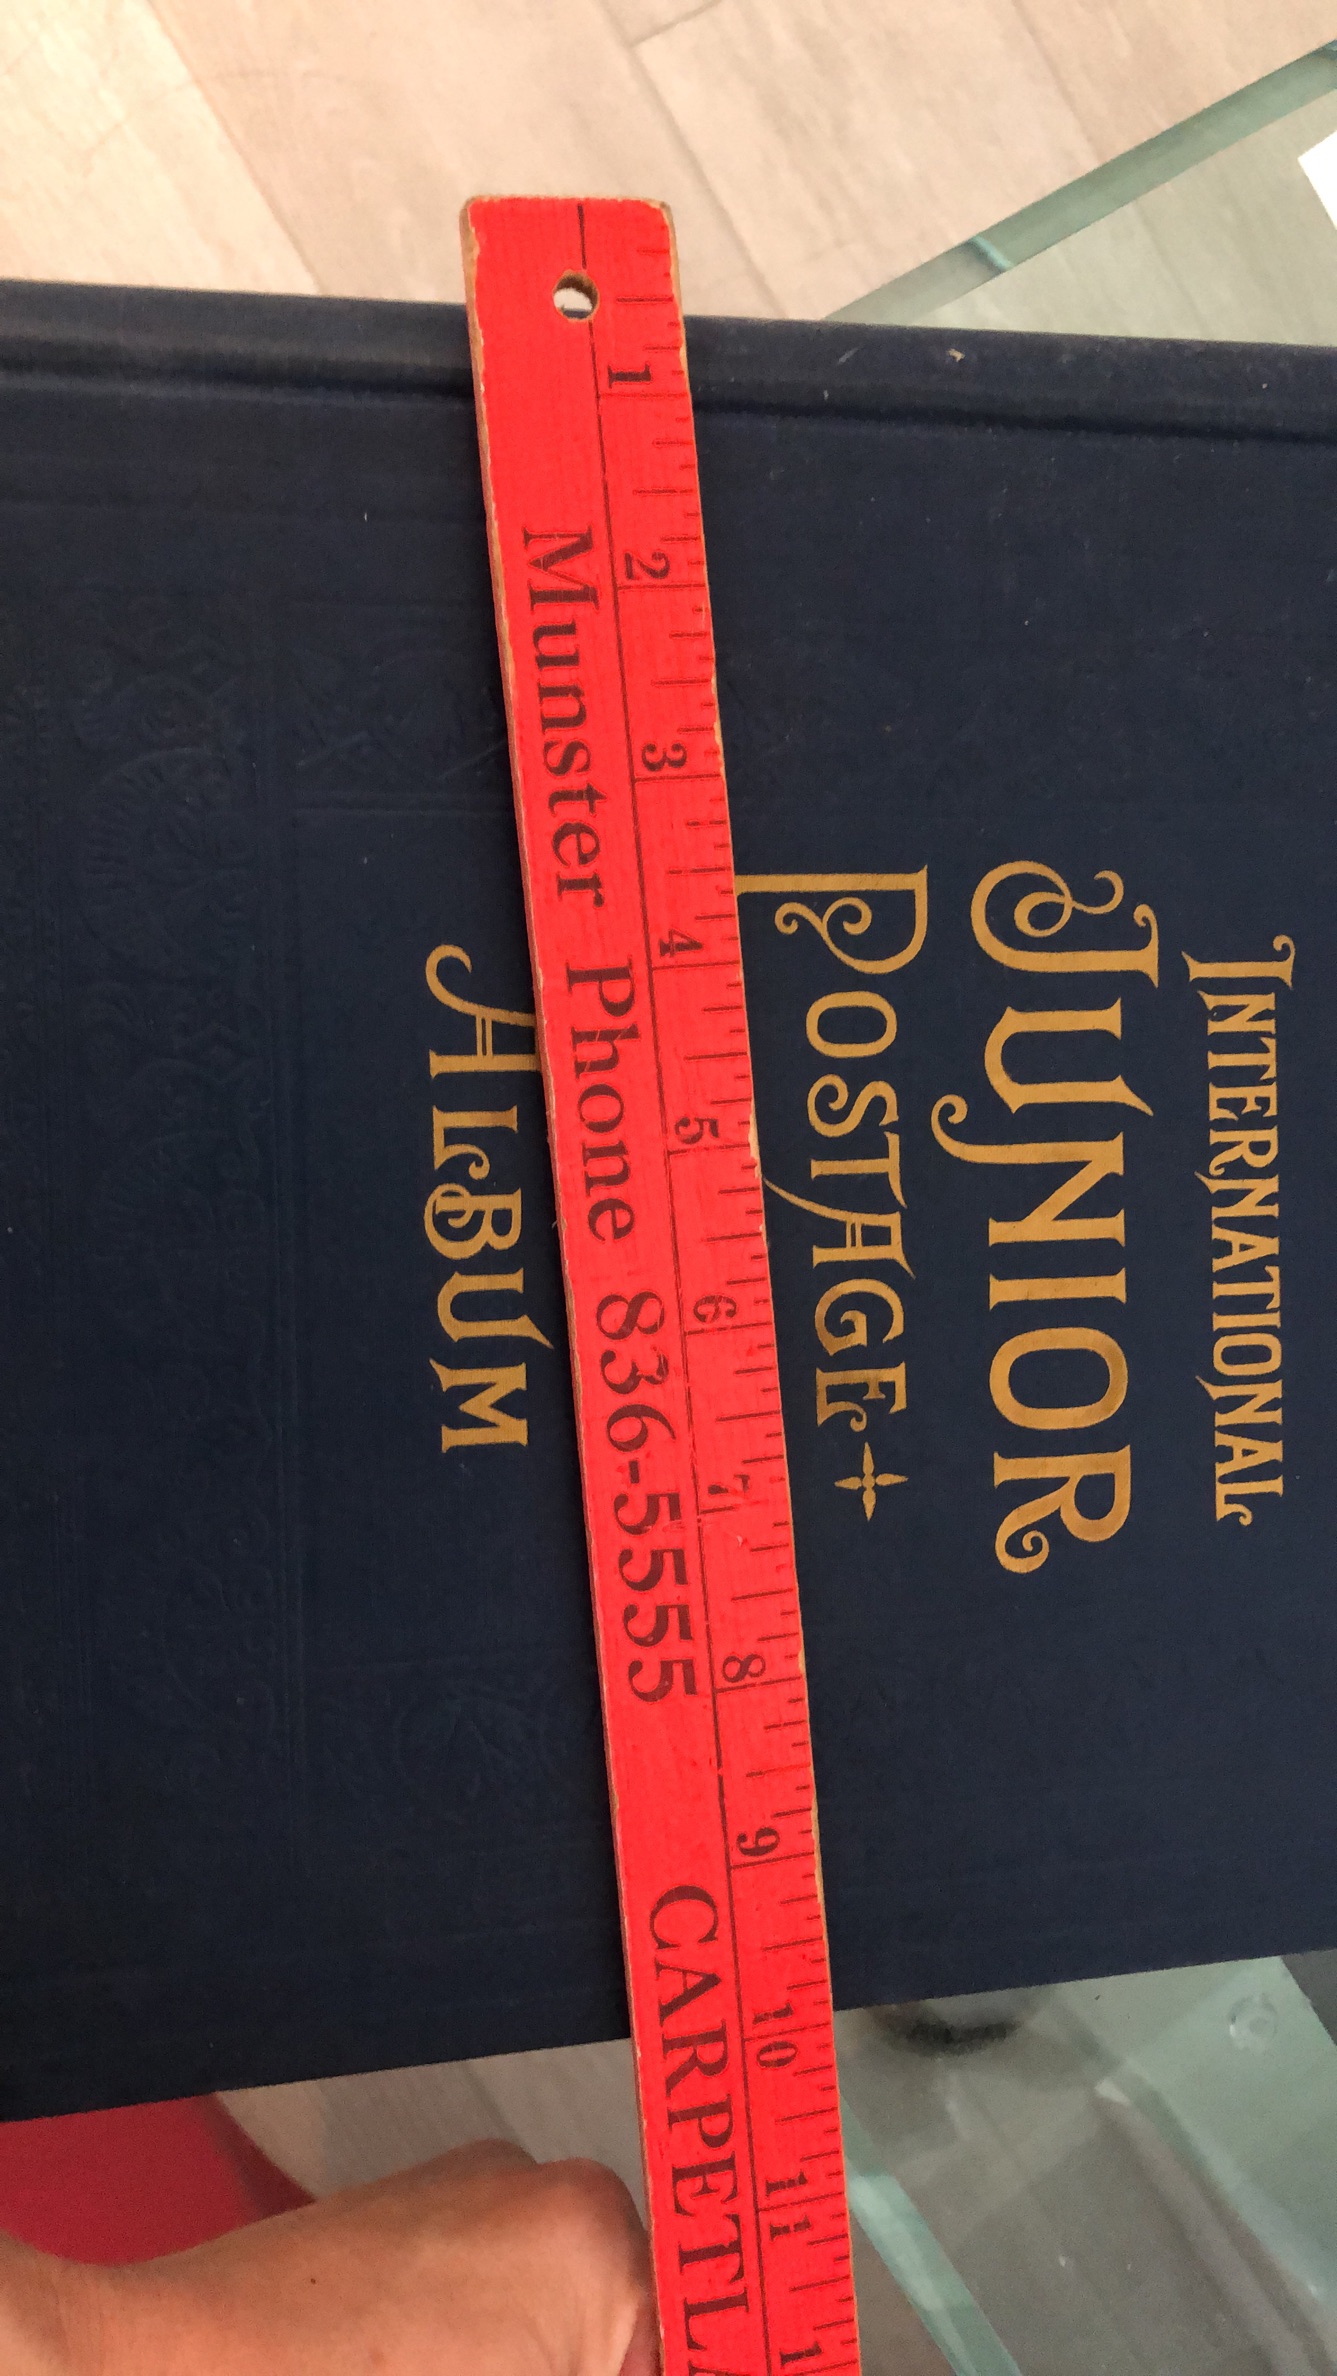 INTERNATIONAL
JUNIOR
POSTAGE
ALBUM
1 2 3 4 5 6 7 8 9 10 11
Munster Phone 836-5555 CARPETL